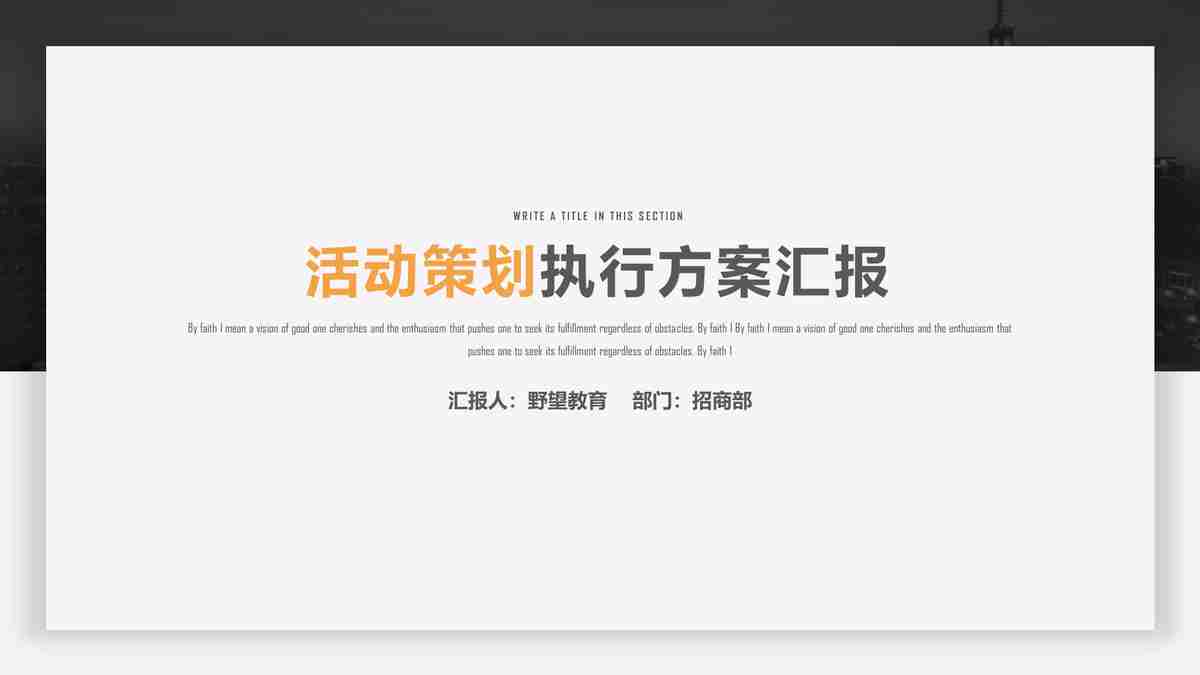 WRITE A TITLE IN THIS SECTION
活动策划执行方案汇报
By faith I mean a vision of good one cherishes and the enthusiasm that pushes one to seek its fulfillment regardless of obstacles. By faith I By faith I mean a vision of good one cherishes and the enthusiasm that
pushes one to seek its fulfillment regardless of obstacles. By faith I
汇报人：野望教育 部门：招商部